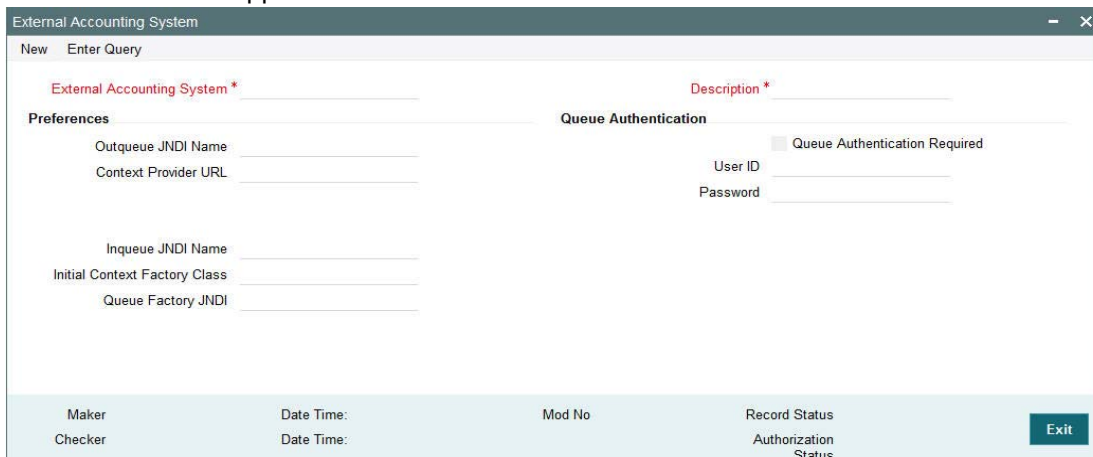 External Accounting System
New Enter Query
External Accounting System * Description *
Preferences Queue Authentication
Outqueue JNDI Name Queue Authentication Required
Context Provider URL User ID
Password
Inqueue JNDI Name
Initial Context Factory Class
Queue Factory JNDI
Maker Date Time: Mod No Record Status
Checker Date Time: Authorization Status
Exit